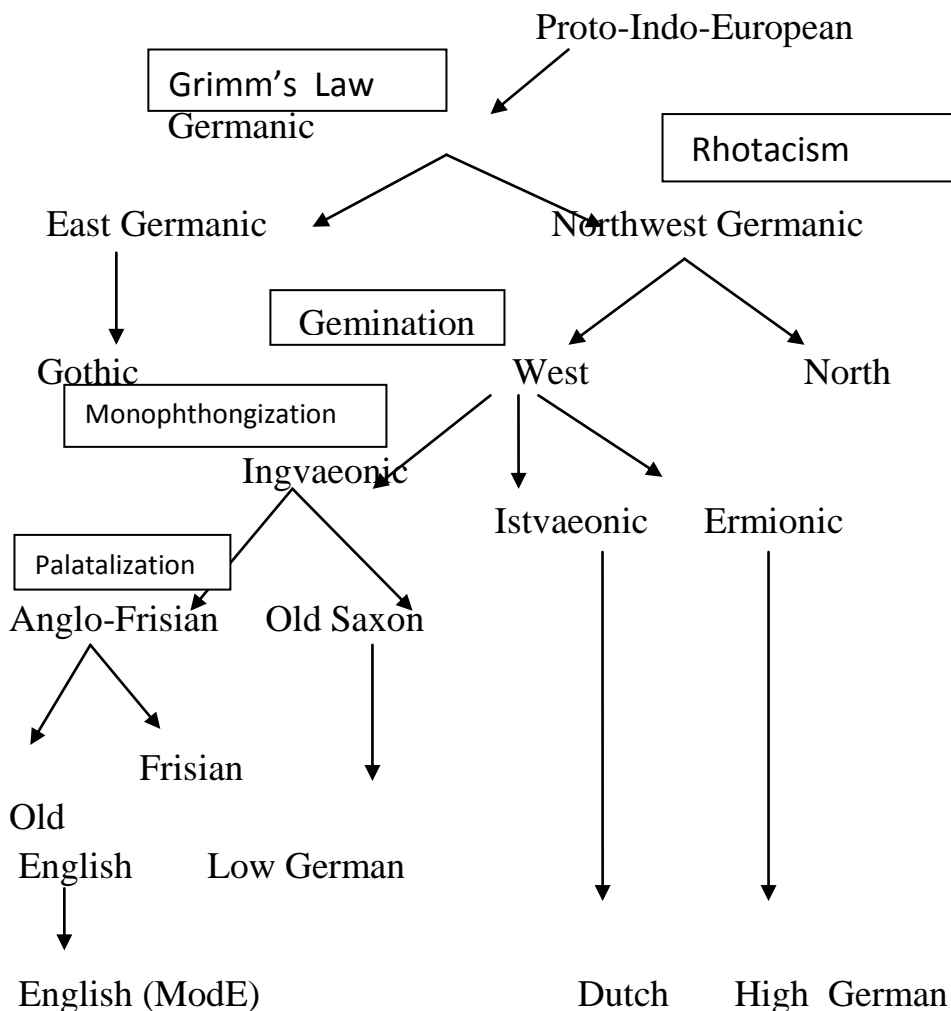 Proto-Indo-European
Grimm's Law
Germanic
Rhotacism
East Germanic
Northwest Germanic
Gemination
Gothic
West
North
Monophthongization
Ingvaeonic
Istvaeonic
Ermionic
Palatalization
Anglo-Frisian
Old Saxon
Frisian
Old
English
Low German
English (ModE)
Dutch
High German